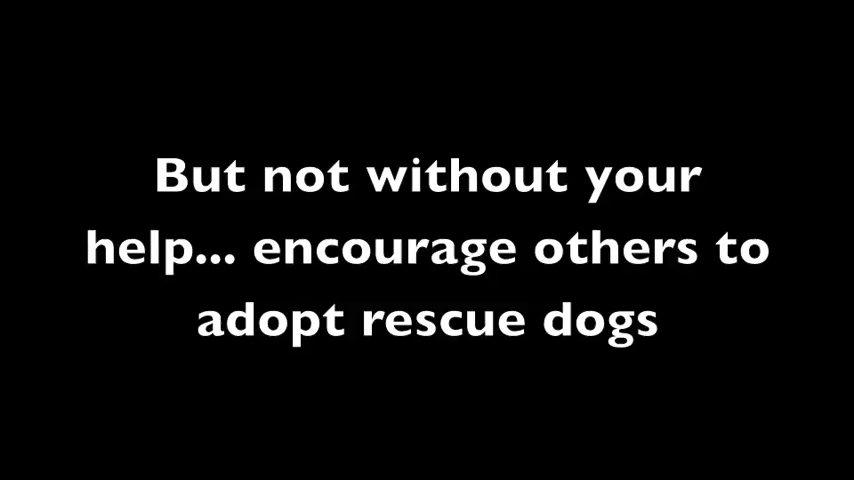 But not without your
help... encourage others to
adopt rescue dogs